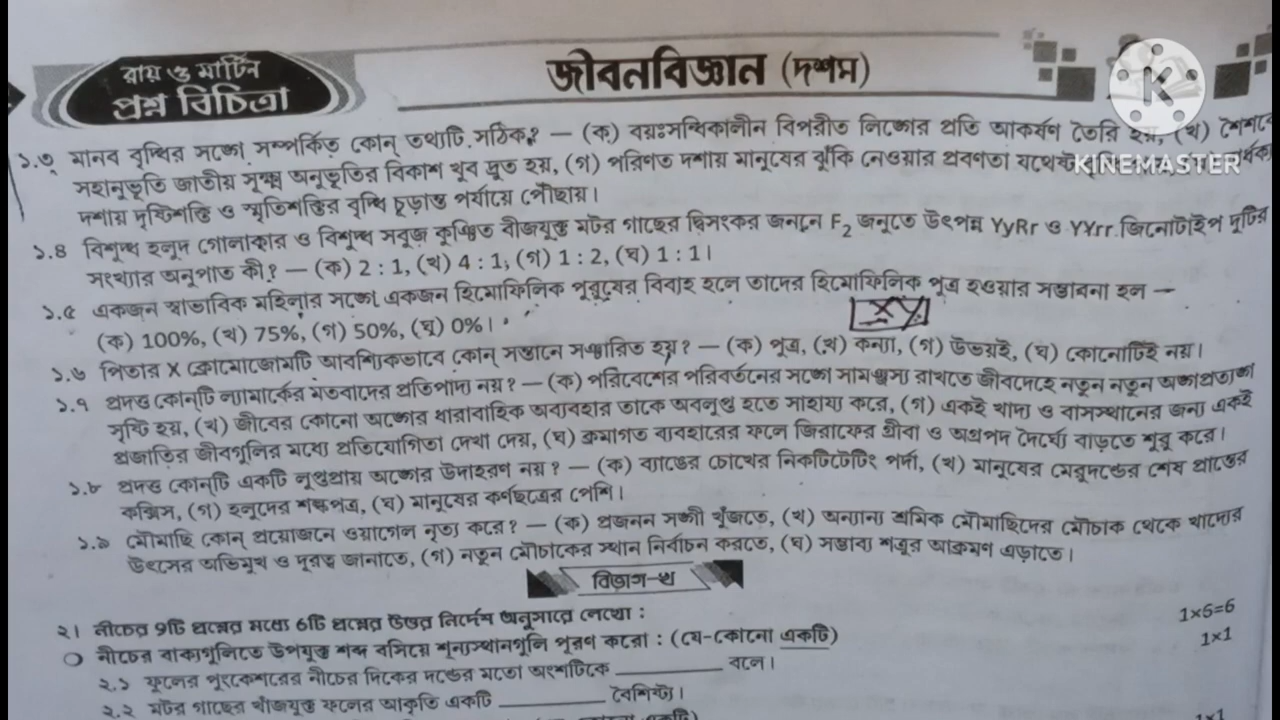 রায় ও মার্টিন
প্রশ্ন বিচিত্রা
জীবনবিজ্ঞান (দশম)
K
KINEMASTER
১.৩ মানব বৃদ্ধির সঙ্গে সম্পর্কিত কোন্ তথ্যটি সঠিক? — (ক) বয়ঃসন্ধিকালীন বিপরীত লিঙ্গের প্রতি আকর্ষণ তৈরি হয়, (খ) শৈশবে
সহানুভূতি জাতীয় সূক্ষ্ম অনুভূতির বিকাশ খুব দ্রুত হয়, (গ) পরিণত দশায় মানুষের ঝুঁকি নেওয়ার প্রবণতা যথেষ্ট
দশায় দৃষ্টিশক্তি ও স্মৃতিশক্তির বৃদ্ধি চূড়ান্ত পর্যায়ে পৌঁছায়।
১.৪ বিশুদ্ধ হলুদ গোলাকার ও বিশুদ্ধ সবুজ কুঞ্চিত বীজযুক্ত মটর গাছের দ্বিসংকর জননে F₂ জনুতে উৎপন্ন YyRr ও YYrr জিনোটাইপ দুটির
সংখ্যার অনুপাত কী? — (ক) 2 : 1, (খ) 4 : 1, (গ) 1 : 2, (ঘ) 1 : 1।
১.৫ একজন স্বাভাবিক মহিলার সঙ্গে একজন হিমোফিলিক পুরুষের বিবাহ হলে তাদের হিমোফিলিক পুত্র হওয়ার সম্ভাবনা হল —
(ক) 100%, (খ) 75%, (গ) 50%, (ঘ) 0%।
XY
১.৬ পিতার X ক্রোমোজোমটি আবশ্যিকভাবে কোন্ সন্তানে সঞ্চারিত হয়? — (ক) পুত্র, (খ) কন্যা, (গ) উভয়ই, (ঘ) কোনোটিই নয়।
১.৭ প্রদত্ত কোন্‌টি ল্যামার্কের মতবাদের প্রতিপাদ্য নয়? — (ক) পরিবেশের পরিবর্তনের সঙ্গে সামঞ্জস্য রাখতে জীবদেহে নতুন নতুন অঙ্গপ্রত্যঙ্গ
সৃষ্টি হয়, (খ) জীবের কোনো অঙ্গের ধারাবাহিক অব্যবহার তাকে অবলুপ্ত হতে সাহায্য করে, (গ) একই খাদ্য ও বাসস্থানের জন্য একই
প্রজাতির জীবগুলির মধ্যে প্রতিযোগিতা দেখা দেয়, (ঘ) ক্রমাগত ব্যবহারের ফলে জিরাফের গ্রীবা ও অগ্রপদ দৈর্ঘ্যে বাড়তে শুরু করে।
১.৮ প্রদত্ত কোন্‌টি একটি লুপ্তপ্রায় অঙ্গের উদাহরণ নয়? — (ক) ব্যাঙের চোখের নিকটিটেটিং পর্দা, (খ) মানুষের মেরুদণ্ডের শেষ প্রান্তের
কক্সিস, (গ) হলুদের শল্কপত্র, (ঘ) মানুষের কর্ণছত্রের পেশি।
১.৯ মৌমাছি কোন্ প্রয়োজনে ওয়াগেল নৃত্য করে? — (ক) প্রজনন সঙ্গী খুঁজতে, (খ) অন্যান্য শ্রমিক মৌমাছিদের মৌচাক থেকে খাদ্যের
উৎসের অভিমুখ ও দূরত্ব জানাতে, (গ) নতুন মৌচাকের স্থান নির্বাচন করতে, (ঘ) সম্ভাব্য শত্রুর আক্রমণ এড়াতে।
বিভাগ-খ
২। নীচের 9টি প্রশ্নের মধ্যে 6টি প্রশ্নের উত্তর নির্দেশ অনুসারে লেখো : 1×6=6
নীচের বাক্যগুলিতে উপযুক্ত শব্দ বসিয়ে শূন্যস্থানগুলি পূরণ করো : (যে-কোনো একটি) 1×1
২.১ ফুলের পুংকেশরের নীচের দিকের দণ্ডের মতো অংশটিকে ________ বলে।
২.২ মটর গাছের খাঁজযুক্ত ফলের আকৃতি একটি ________ বৈশিষ্ট্য।
একটি) 1×1